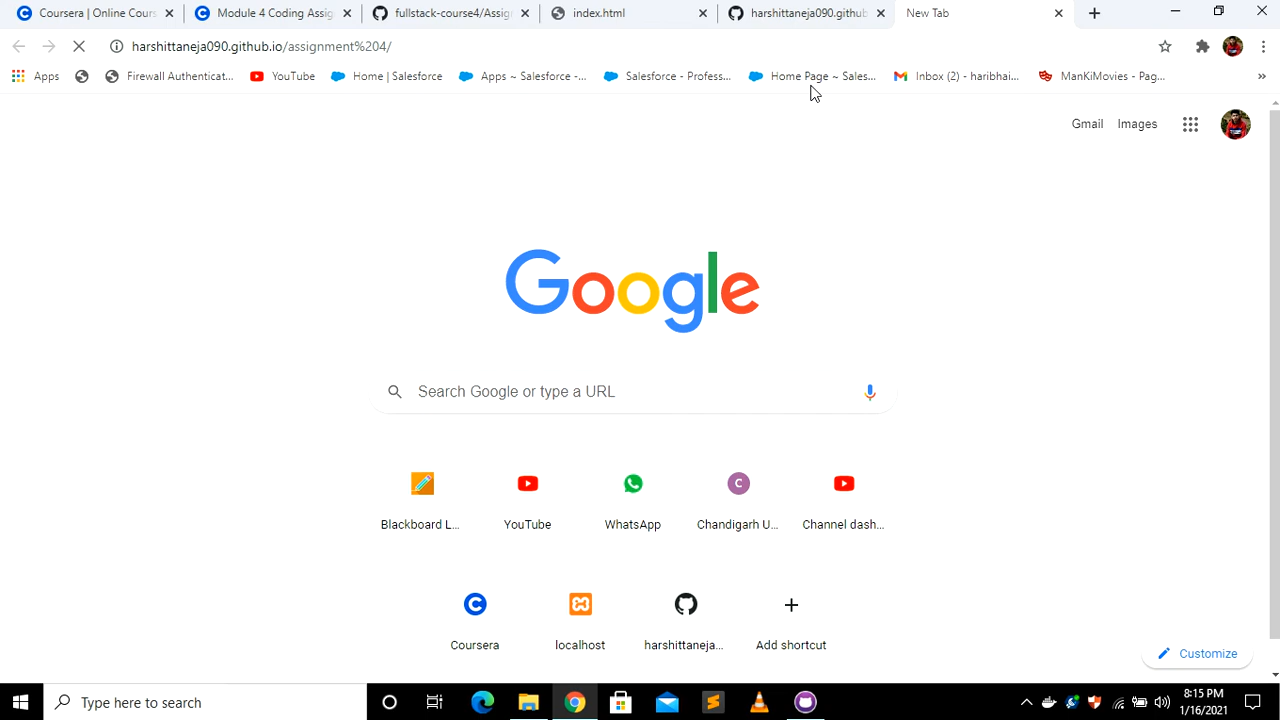 Coursera | Online Cours
Module 4 Coding Assig
fullstack-course4/Assig
index.html
harshittaneja090.github
New Tab
harshittaneja090.github.io/assignment%204/
Apps
Firewall Authenticat...
YouTube
Home | Salesforce
Apps ~ Salesforce -...
Salesforce - Profess...
Home Page ~ Sales...
Inbox (2) - haribhai...
ManKiMovies - Pag...
»
Gmail
Images
Google
Search Google or type a URL
Blackboard L...
YouTube
WhatsApp
C
Chandigarh U...
Channel dash...
Coursera
localhost
harshittaneja...
Add shortcut
Customize
Type here to search
8:15 PM
1/16/2021